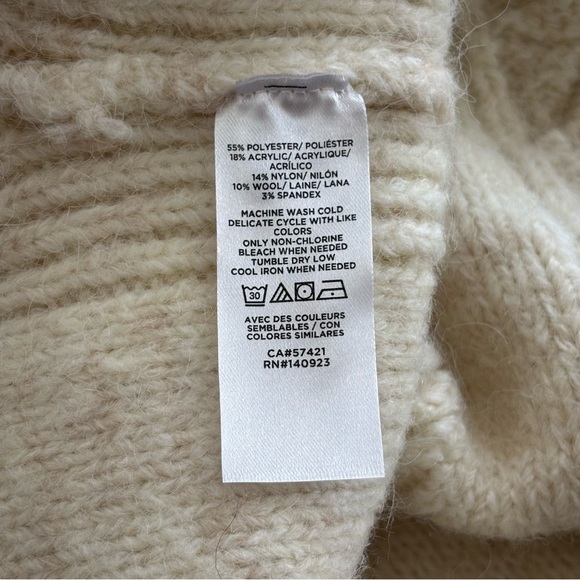 55% POLYESTER/ POLIÉSTER
18% ACRYLIC/ ACRYLIQUE/
ACRÍLICO
14% NYLON/ NILÓN
10% WOOL/ LAINE/ LANA
3% SPANDEX
MACHINE WASH COLD
DELICATE CYCLE WITH LIKE
COLORS
ONLY NON-CHLORINE
BLEACH WHEN NEEDED
TUMBLE DRY LOW
COOL IRON WHEN NEEDED
30
AVEC DES COULEURS
SEMBLABLES / CON
COLORES SIMILARES
CA#57421
RN#140923